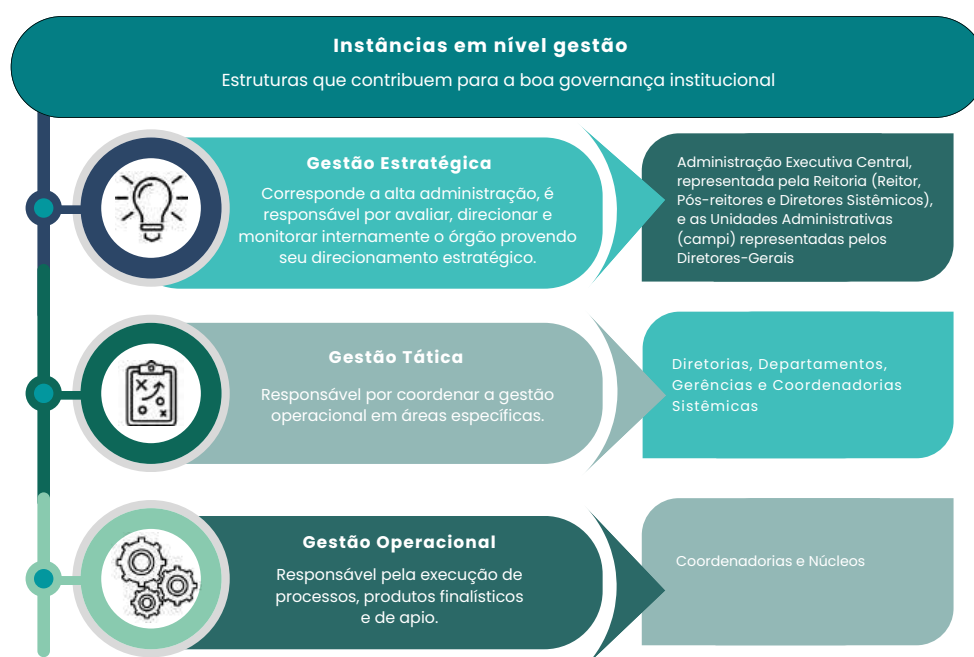 Instâncias em nível gestão
Estruturas que contribuem para a boa governança institucional
Gestão Estratégica
Corresponde a alta administração, é
responsável por avaliar, direcionar e
monitorar internamente o órgão provendo
seu direcionamento estratégico.
Administração Executiva Central,
representada pela Reitoria (Reitor,
Pós-reitores e Diretores Sistêmicos),
e as Unidades Administrativas
(campi) representadas pelos
Diretores-Gerais
Gestão Tática
Responsável por coordenar a gestão
operacional em áreas específicas.
Diretorias, Departamentos,
Gerências e Coordenadorias
Sistêmicas
Gestão Operacional
Responsável pela execução de
processos, produtos finalísticos
e de apio.
Coordenadorias e Núcleos